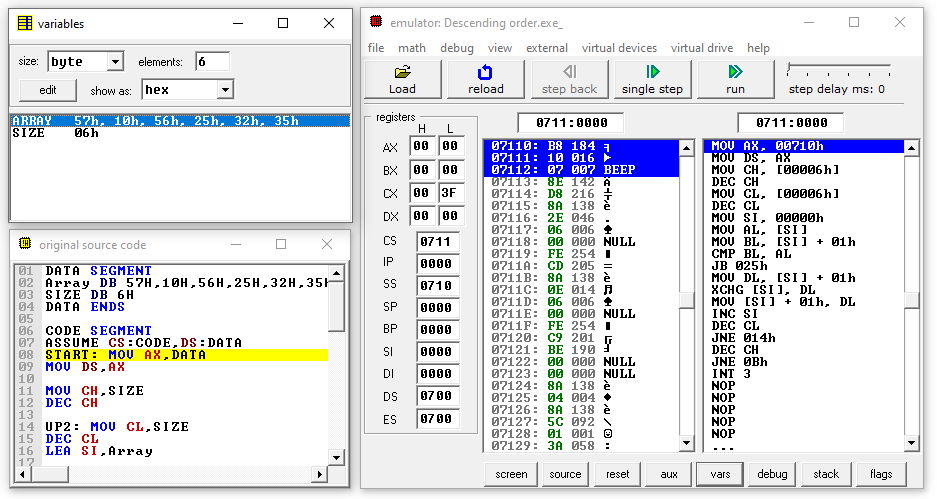 variables
size: byte elements: 6
edit show as: hex
ARRAY 57h, 10h, 56h, 25h, 32h, 35h
SIZE 06h
original source code
01 DATA SEGMENT
02 Array DB 57H,10H,56H,25H,32H,35H
03 SIZE DB 6H
04 DATA ENDS
05
06 CODE SEGMENT
07 ASSUME CS:CODE,DS:DATA
08 START: MOV AX,DATA
09 MOV DS,AX
10
11 MOV CH,SIZE
12 DEC CH
13
14 UP2: MOV CL,SIZE
15 DEC CL
16 LEA SI,Array
17
emulator: Descending order.exe_
file math debug view external virtual devices virtual drive help
Load reload step back single step run step delay ms: 0
registers
H L
AX 00 00
BX 00 00
CX 00 3F
DX 00 00
CS 0711
IP 0000
SS 0710
SP 0000
BP 0000
SI 0000
DI 0000
DS 0700
ES 0700
0711:0000
07110: B8 184 ╕
07111: 10 016 ►
07112: 07 007 BEEP
07113: 8E 142 Ä
07114: D8 216 ╪
07115: 8A 138 è
07116: 2E 046 .
07117: 06 006 ♠
07118: 00 000 NULL
07119: FE 254 ■
0711A: CD 205 ═
0711B: 8A 138 è
0711C: 0E 014 ♫
0711D: 06 006 ♠
0711E: 00 000 NULL
0711F: FE 254 ■
07120: C9 201 ╔
07121: BE 190 ╛
07122: 00 000 NULL
07123: 00 000 NULL
07124: 8A 138 è
07125: 04 004 ♦
07126: 8A 138 è
07127: 5C 092 \
07128: 01 001 ☺
07129: 3A 058 :
0711:0000
MOV AX, 00710h
MOV DS, AX
MOV CH, [00006h]
DEC CH
MOV CL, [00006h]
DEC CL
MOV SI, 00000h
MOV AL, [SI]
MOV BL, [SI] + 01h
CMP BL, AL
JB 025h
MOV DL, [SI] + 01h
XCHG [SI], DL
MOV [SI] + 01h, DL
INC SI
DEC CL
JNE 014h
DEC CH
JNE 0Bh
INT 3
NOP
NOP
NOP
NOP
NOP
...
screen source reset aux vars debug stack flags